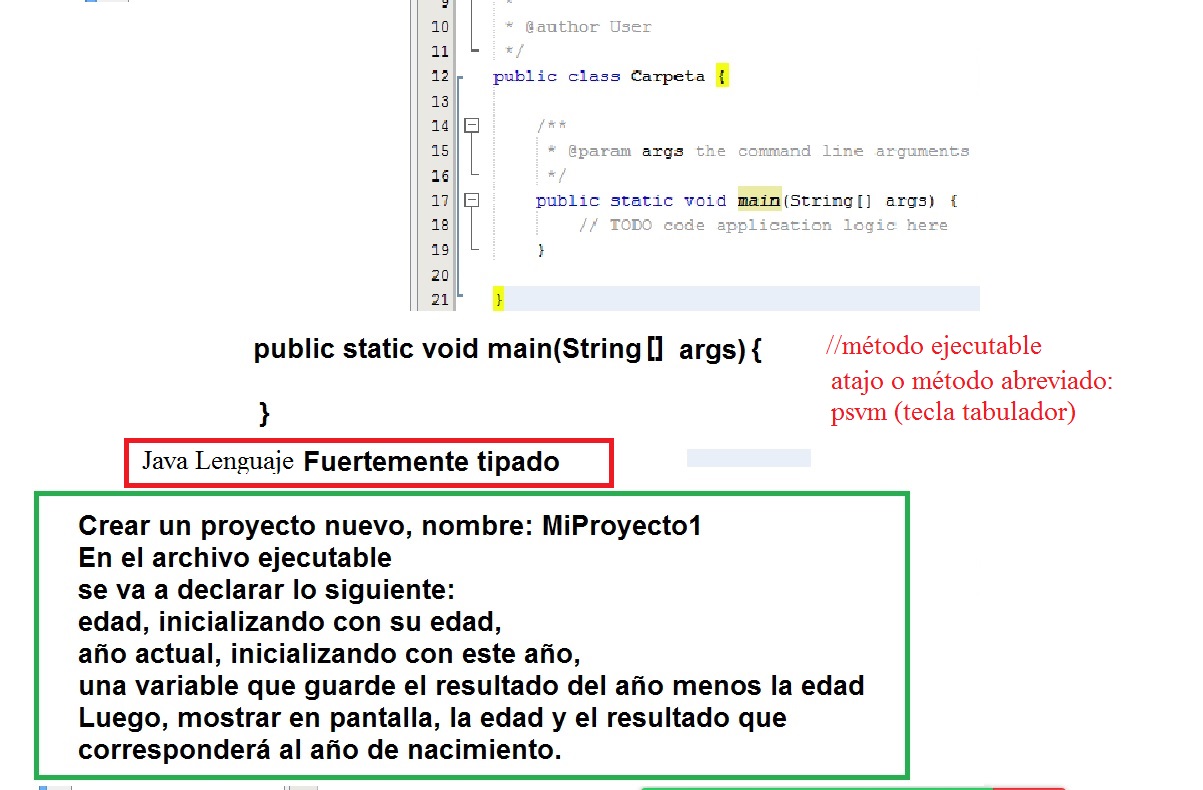 9 *
10 * @author User
11 */
12 public class Carpeta {
13
14 /**
15 * @param args the command line arguments
16 */
17 public static void main(String[] args) {
18 // TODO code application logic here
19 }
20
21 }
public static void main(String[] args) {
//método ejecutable
atajo o método abreviado:
psvm (tecla tabulador)
}
Java Lenguaje Fuertemente tipado
Crear un proyecto nuevo, nombre: MiProyecto1
En el archivo ejecutable
se va a declarar lo siguiente:
edad, inicializando con su edad,
año actual, inicializando con este año,
una variable que guarde el resultado del año menos la edad
Luego, mostrar en pantalla, la edad y el resultado que
corresponderá al año de nacimiento.